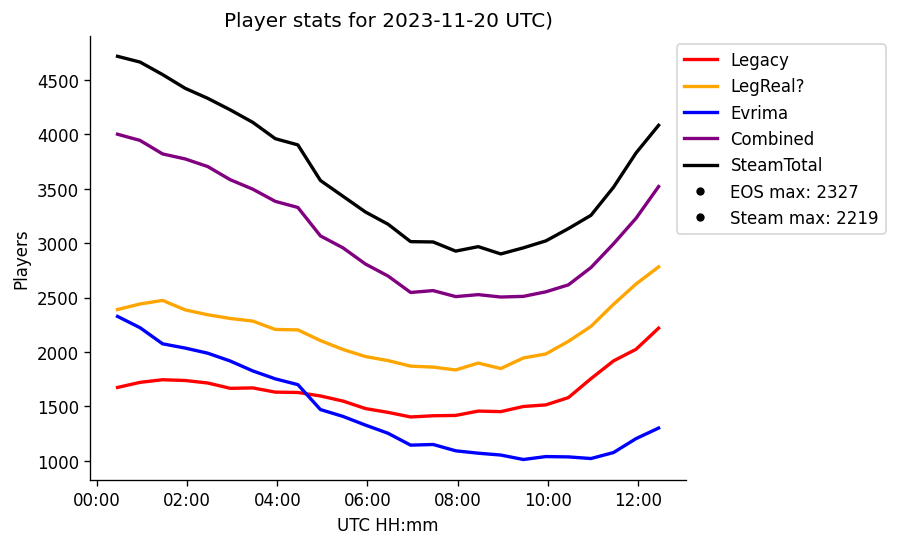 Player stats for 2023-11-20 UTC)
Legacy
LegReal?
Evrima
Combined
SteamTotal
EOS max: 2327
Steam max: 2219
4500
4000
3500
3000
2500
2000
1500
1000
Players
00:00 02:00 04:00 06:00 08:00 10:00 12:00
UTC HH:mm